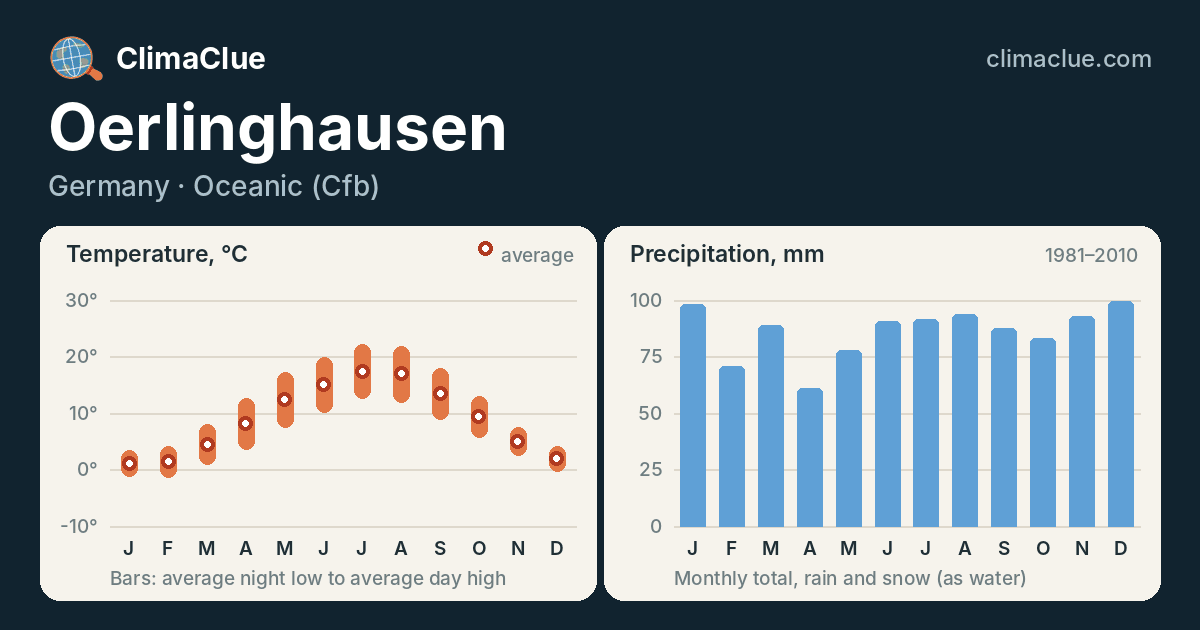 ClimaClue
climaclue.com
Oerlinghausen
Germany · Oceanic (Cfb)
Temperature, °C
average
30°
20°
10°
0°
-10°
J F M A M J J A S O N D
Bars: average night low to average day high
Precipitation, mm
1981–2010
100
75
50
25
0
J F M A M J J A S O N D
Monthly total, rain and snow (as water)